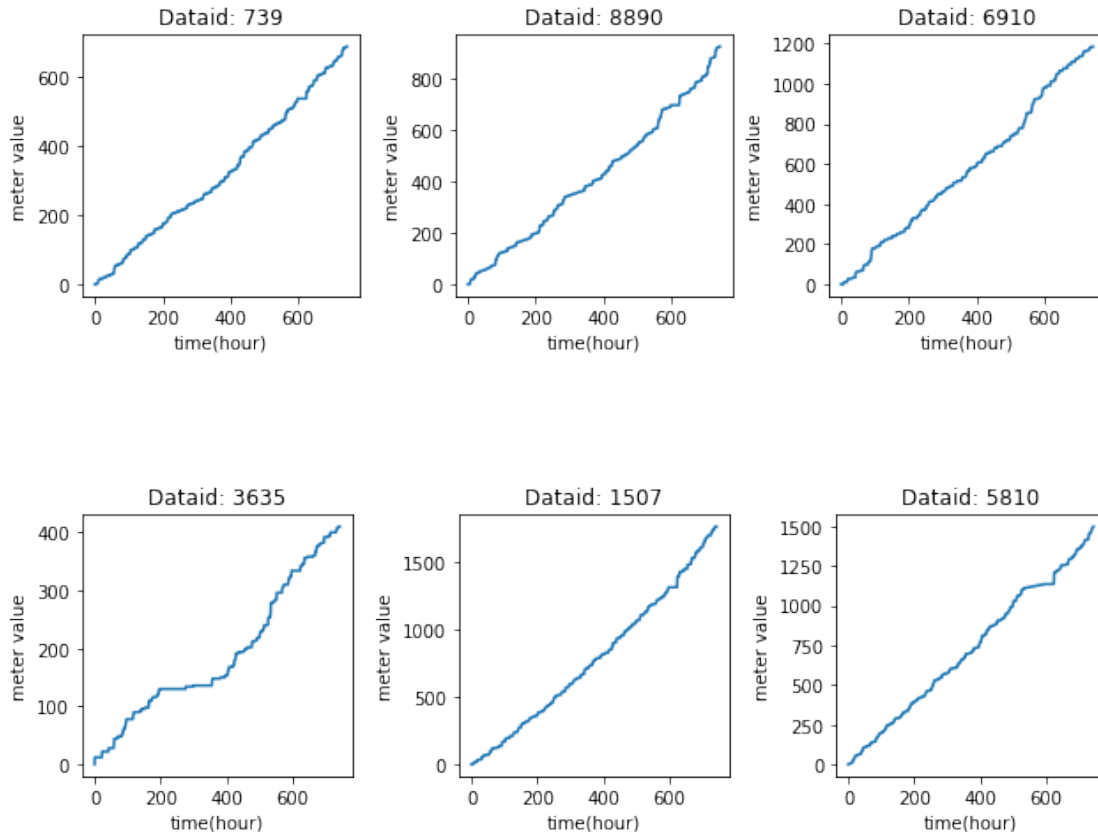 Dataid: 739
600
400
200
0
meter value
0 200 400 600
time(hour)
Dataid: 8890
800
600
400
200
0
meter value
0 200 400 600
time(hour)
Dataid: 6910
1200
1000
800
600
400
200
0
meter value
0 200 400 600
time(hour)
Dataid: 3635
400
300
200
100
0
meter value
0 200 400 600
time(hour)
Dataid: 1507
1500
1000
500
0
meter value
0 200 400 600
time(hour)
Dataid: 5810
1500
1250
1000
750
500
250
0
meter value
0 200 400 600
time(hour)